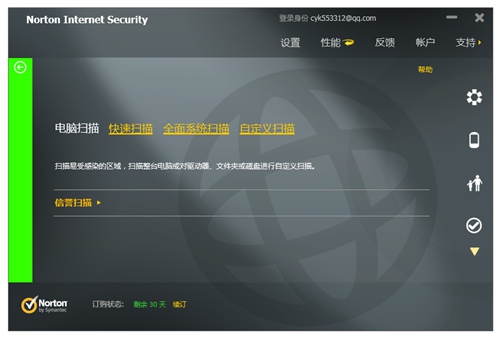 Norton Internet Security 登录身份 cyk553312@qq.com
设置 性能 反馈 帐户 支持
帮助
电脑扫描 快速扫描 全面系统扫描 自定义扫描
扫描易受感染的区域，扫描整台电脑或对驱动器、文件夹或磁盘进行自定义扫描。
信誉扫描
Norton by Symantec 订购状态: 剩余 30 天 续订